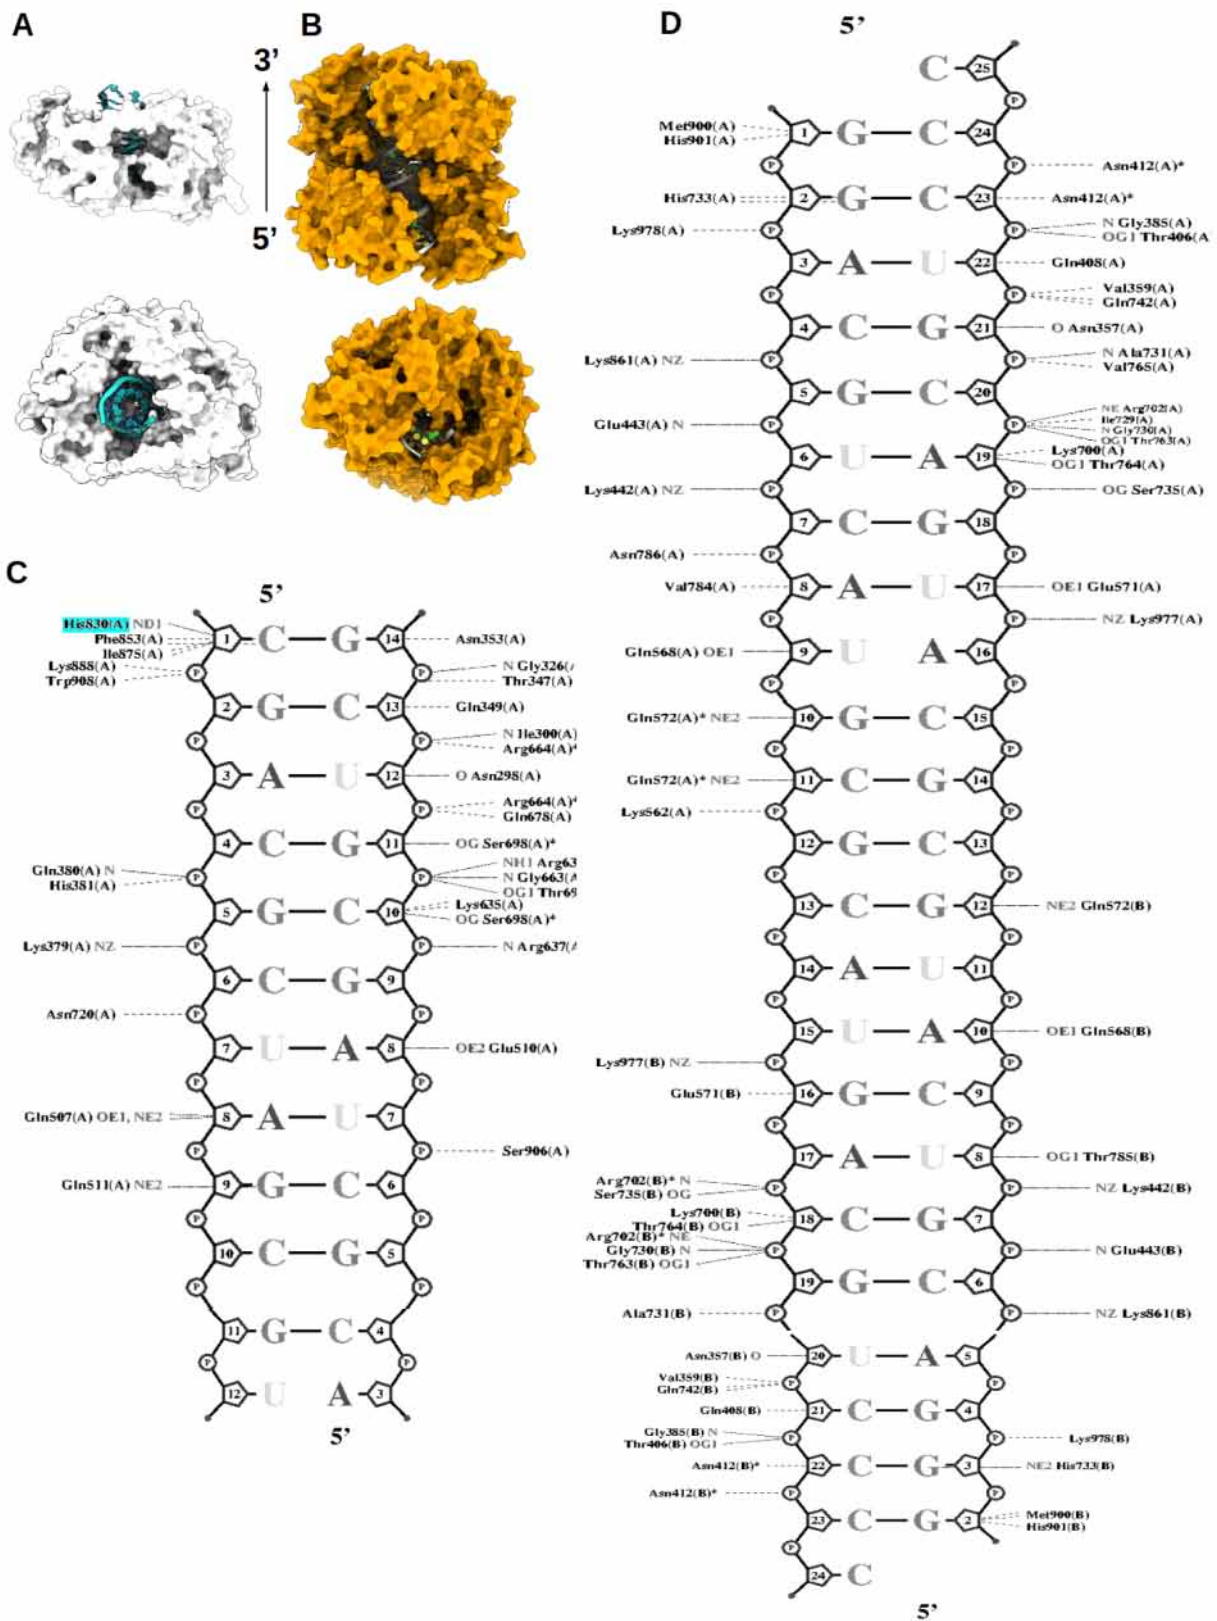 A
B
3’
5’
C
5’
His830(A) ND1
Phe853(A)
Ile875(A)
1 C G 14 Asn353(A)
Lys888(A) P P N Gly326(
Trp908(A) Thr347(A)
2 G C 13 Gln349(A)
P P N Ile300(A)
Arg664(A)*
3 A U 12 O Asn298(A)
P P Arg664(A)*
Gln678(A)
4 C G 11 OG Ser698(A)*
Gln380(A) N P P NH1 Arg63
His381(A) N Gly663(A
OG1 Thr69
5 G C 10 Lys635(A)
OG Ser698(A)*
Lys379(A) NZ P P N Arg637(
6 C G 9
Asn720(A) P P
7 U A 8 OE2 Glu510(A)
P P
Gln507(A) OE1, NE2 8 A U 7
P P Ser906(A)
Gln511(A) NE2 9 G C 6
P P
10 C G 5
P P
11 G C 4
P P
12 U A 3
5’
D
5’
C 25
P
Met900(A)
His901(A)
1 G C 24
P P Asn412(A)*
His733(A) 2 G C 23 Asn412(A)*
Lys978(A) P P N Gly385(A)
OG1 Thr406(A
3 A U 22 Gln408(A)
P P Val359(A)
Gln742(A)
4 C G 21 O Asn357(A)
Lys861(A) NZ P P N Ala731(A)
Val765(A)
5 G C 20
Glu443(A) N P P NE Arg702(A)
Ile729(A)
N Gly730(A)
OG1 Thr763(A)
6 U A 19 Lys700(A)
OG1 Thr764(A)
Lys442(A) NZ P P OG Ser735(A)
7 C G 18
Asn786(A) P P
Val784(A) 8 A U 17 OE1 Glu571(A)
P P NZ Lys977(A)
Gln568(A) OE1 9 U A 16
P P
Gln572(A)* NE2 10 G C 15
P P
Gln572(A)* NE2 11 C G 14
Lys562(A) P P
12 G C 13
P P
13 C G 12 NE2 Gln572(B)
P P
14 A U 11
P P
15 U A 10 OE1 Gln568(B)
Lys977(B) NZ P P
Glu571(B) 16 G C 9
P P
17 A U 8 OG1 Thr785(B)
Arg702(B)* N
Ser735(B) OG P P NZ Lys442(B)
Lys700(B)
Thr764(B) OG1 18 C G 7
Arg702(B)* NE
Gly730(B) N P P N Glu443(B)
Thr763(B) OG1
19 G C 6
Ala731(B) P P NZ Lys861(B)
Asn357(B) O 20 U A 5
Val359(B) P P
Gln742(B)
Gln408(B) 21 C G 4
Gly385(B) N P P Lys978(B)
Thr406(B) OG1
Asn412(B)* 22 C G 3 NE2 His733(B)
Asn412(B)* P P
23 C G 2 Met900(B)
His901(B)
P
24 C
5’